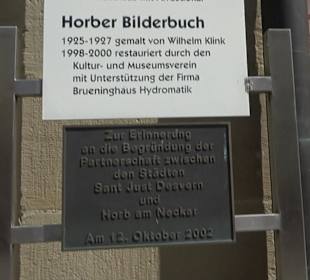 Horber Bilderbuch
1925-1927 gemalt von Wilhelm Klink
1998-2000 restauriert durch den
Kultur- und Museumsverein
mit Unterstützung der Firma
Brueninghaus Hydromatik
Zur Erinnerung
an die Begründung der
Partnerschaft zwischen
den Städten
Sant Just Desvern
und
Horb am Neckar
Am 12. Oktober 2002